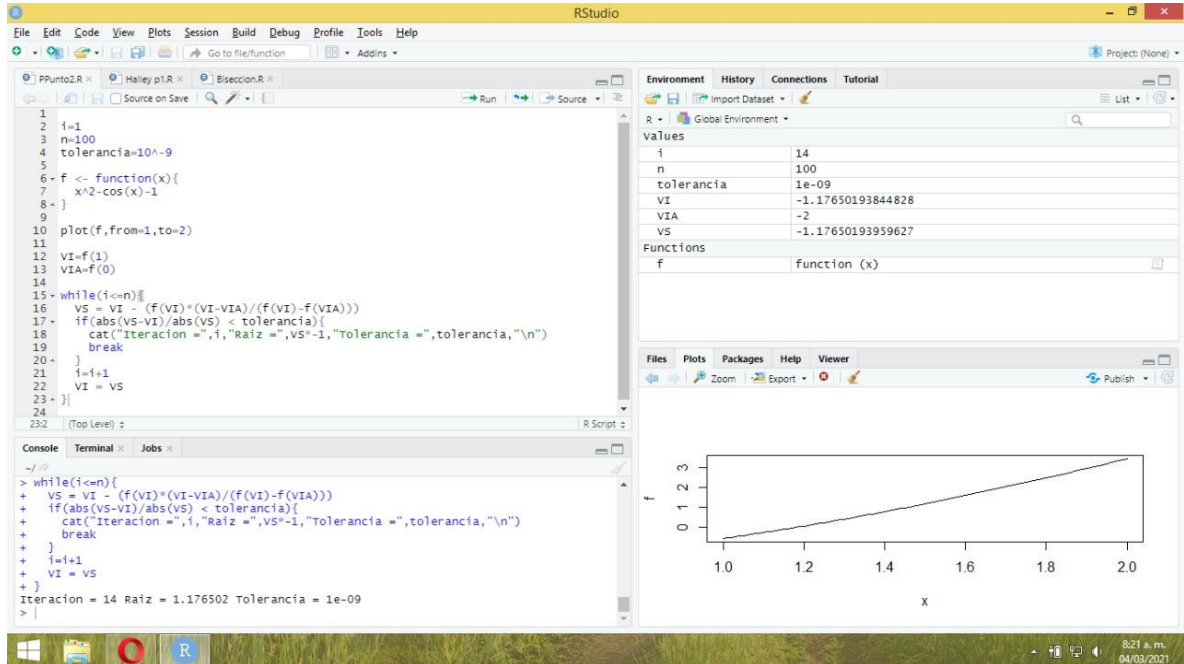 RStudio
File Edit Code View Plots Session Build Debug Profile Tools Help
Go to file/function Addins Project: (None)
PPunto2.R Halley p1.R Biseccion.R
Source on Save Run Source
1
2 i=1
3 n=100
4 tolerancia=10^-9
5
6 f <- function(x){
7 x^2-cos(x)-1
8 }
9
10 plot(f,from=1,to=2)
11
12 VI=f(1)
13 VIA=f(0)
14
15 while(i<=n){
16 VS = VI - (f(VI)*(VI-VIA)/(f(VI)-f(VIA)))
17 if(abs(VS-VI)/abs(VS) < tolerancia){
18 cat("Iteracion =",i,"Raiz =",VS*-1,"Tolerancia =",tolerancia,"\n")
19 break
20 }
21 i=i+1
22 VI = VS
23 }
24
23:2 (Top Level) R Script
Console Terminal Jobs
~/
> while(i<=n){
+ VS = VI - (f(VI)*(VI-VIA)/(f(VI)-f(VIA)))
+ if(abs(VS-VI)/abs(VS) < tolerancia){
+ cat("Iteracion =",i,"Raiz =",VS*-1,"Tolerancia =",tolerancia,"\n")
+ break
+ }
+ i=i+1
+ VI = VS
+ }
Iteracion = 14 Raiz = 1.176502 Tolerancia = 1e-09
>
Environment History Connections Tutorial
Import Dataset List
R Global Environment
Values
i 14
n 100
tolerancia 1e-09
VI -1.17650193844828
VIA -2
VS -1.17650193959627
Functions
f function (x)
Files Plots Packages Help Viewer
Zoom Export Publish
f
3
2
1
0
1.0 1.2 1.4 1.6 1.8 2.0
x
8:21 a. m.
04/03/2021